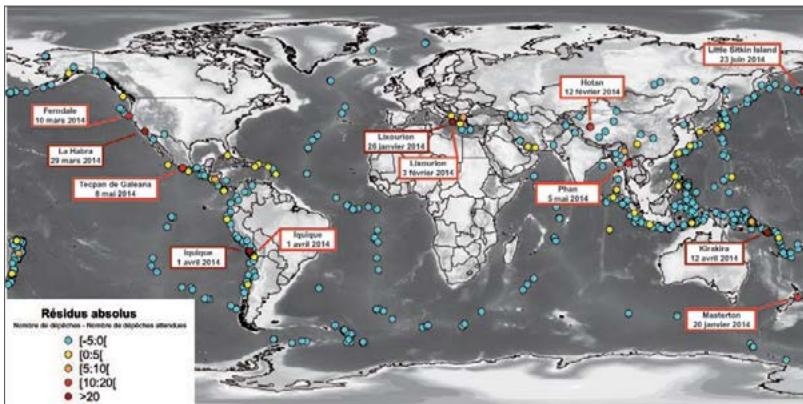 Little Sitkin Island
23 juin 2014
Hotan
12 février 2014
Ferndale
10 mars 2014
La Habra
29 mars 2014
Lixourion
26 janvier 2014
Lixourion
3 février 2014
Tecpan de Galeana
8 mai 2014
Phan
5 mai 2014
Iquique
1 avril 2014
Iquique
1 avril 2014
Kirakira
12 avril 2014
Masterton
20 janvier 2014
Résidus absolus
Nombre de dépêches - Nombre de dépêches attendues
[-5:0[
[0:5[
[5:10[
[10:20[
>20